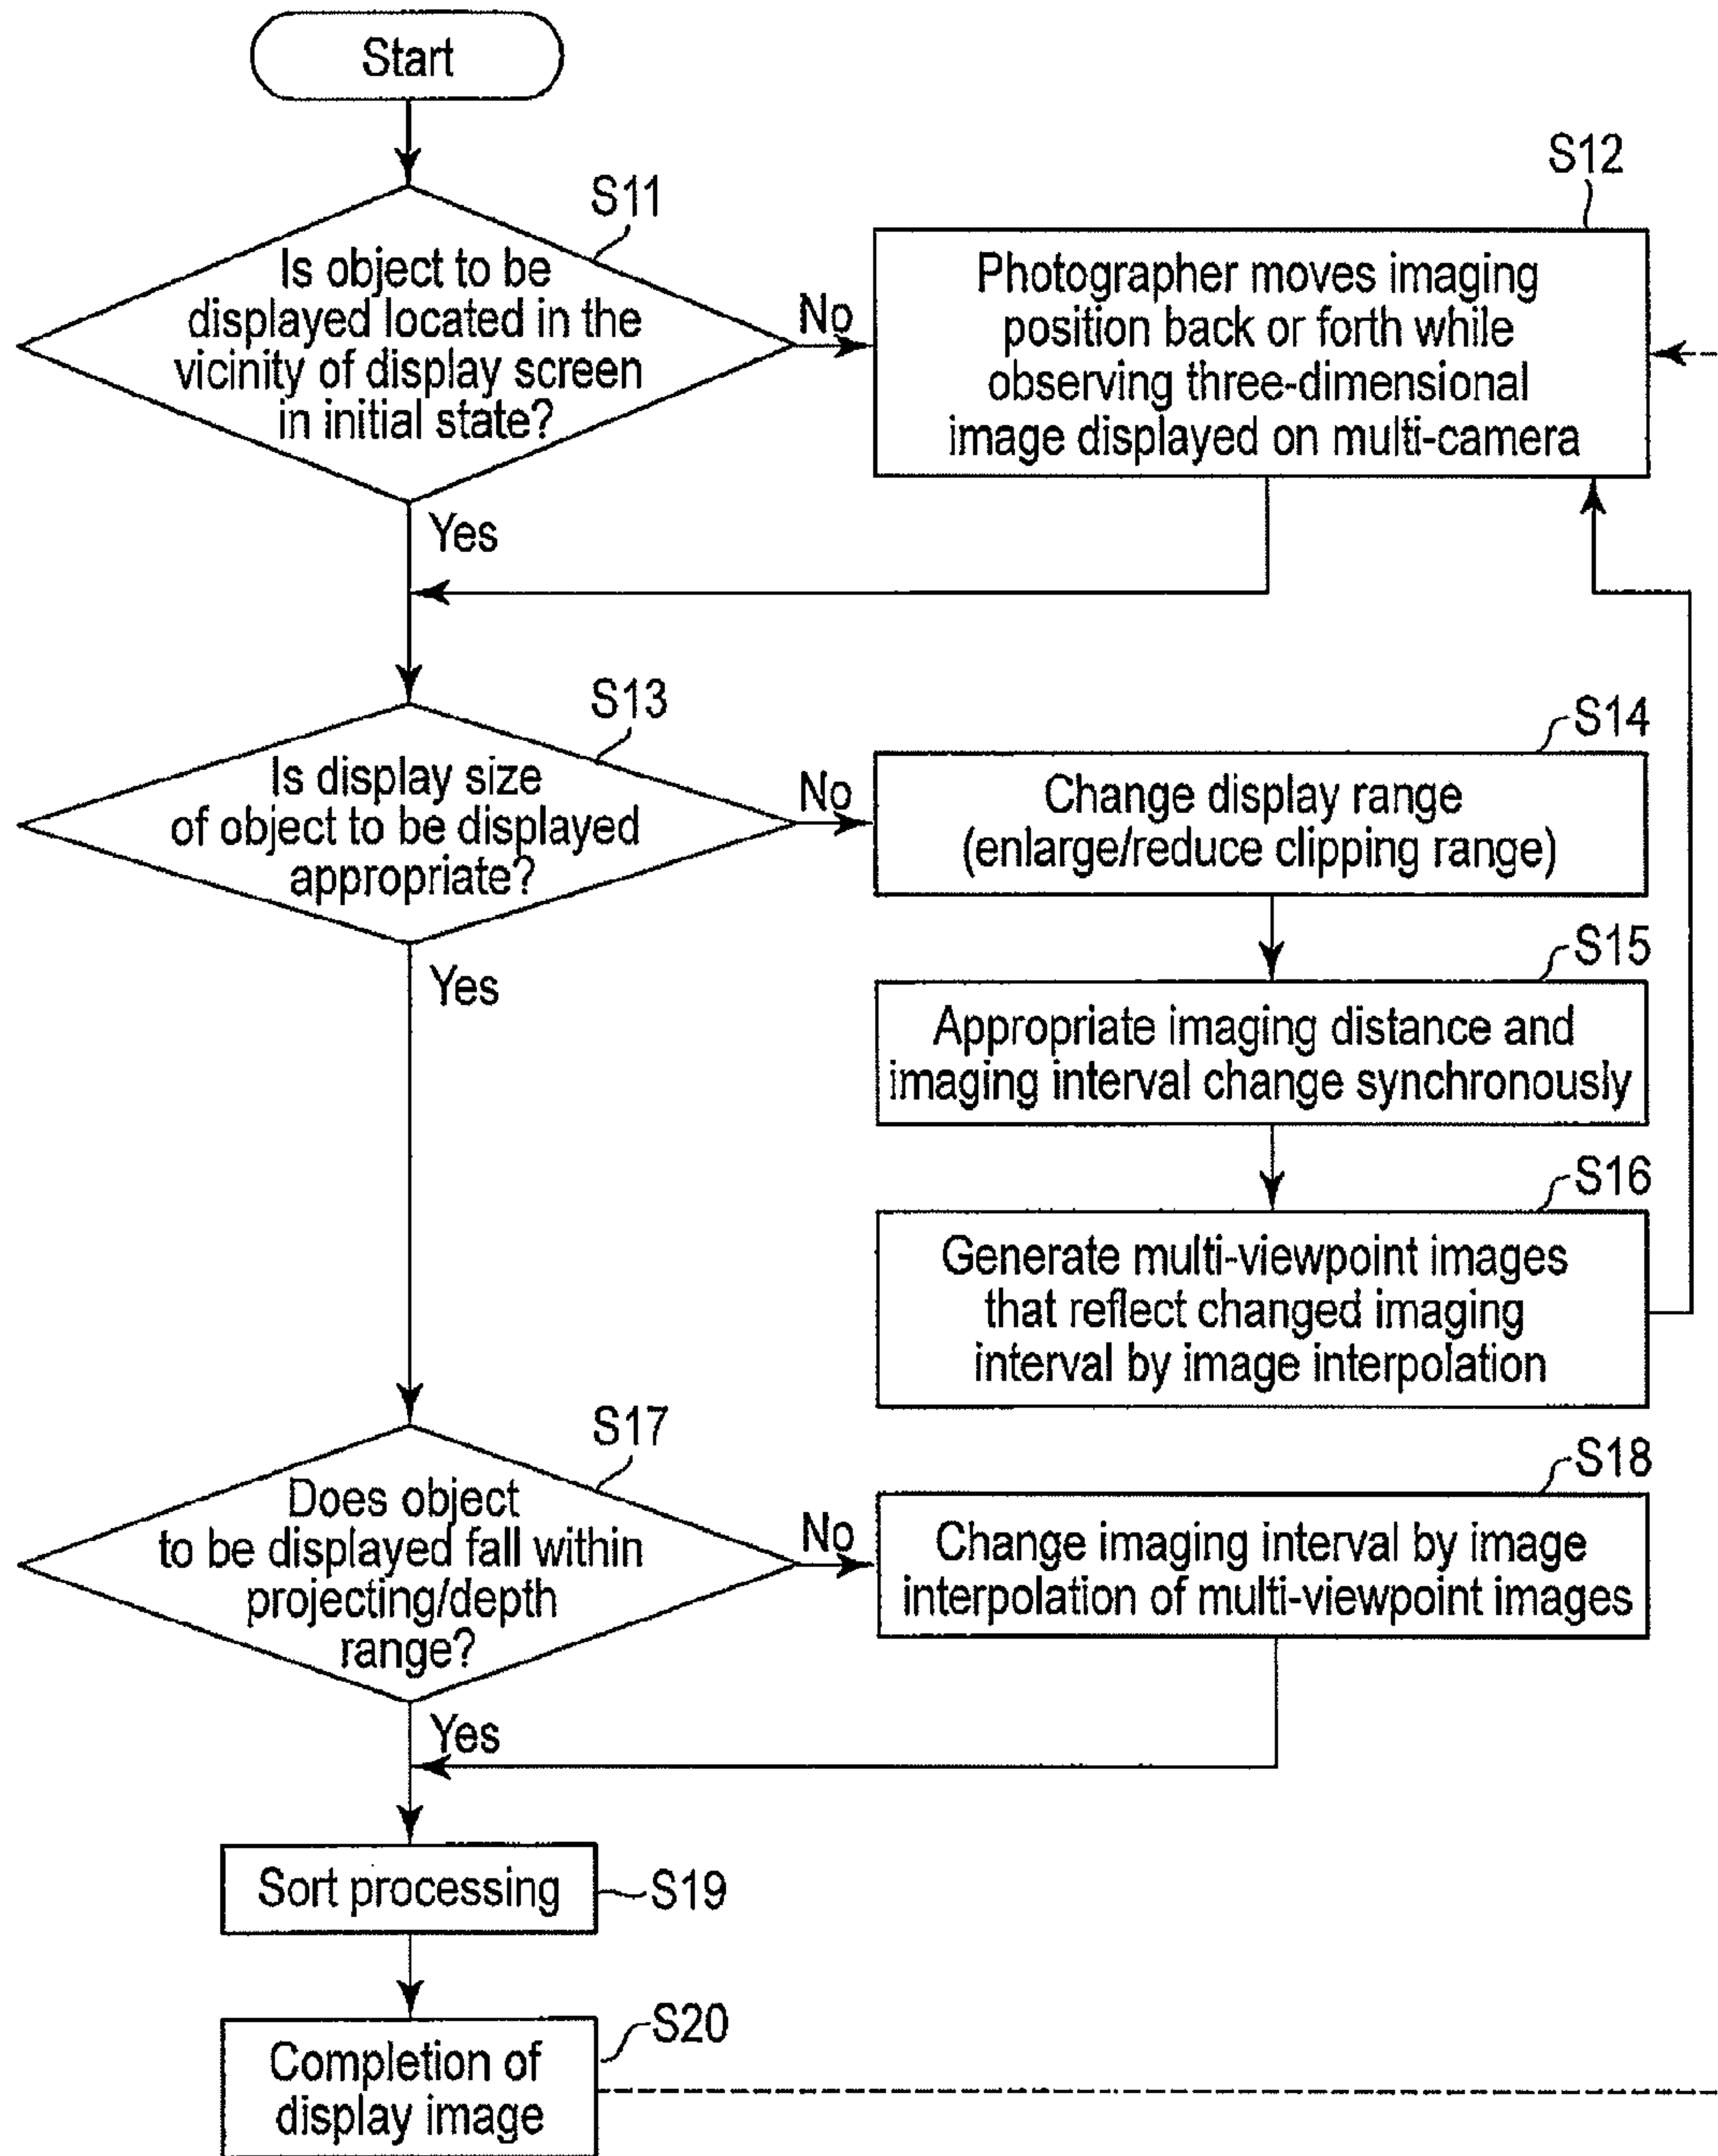 Start
S11
Is object to be
displayed located in the
vicinity of display screen
in initial state?
No
Yes
S12
Photographer moves imaging
position back or forth while
observing three-dimensional
image displayed on multi-camera
S13
Is display size
of object to be displayed
appropriate?
No
Yes
S14
Change display range
(enlarge/reduce clipping range)
S15
Appropriate imaging distance and
imaging interval change synchronously
S16
Generate multi-viewpoint images
that reflect changed imaging
interval by image interpolation
S17
Does object
to be displayed fall within
projecting/depth
range?
No
Yes
S18
Change imaging interval by image
interpolation of multi-viewpoint images
Sort processing
S19
S20
Completion of
display image